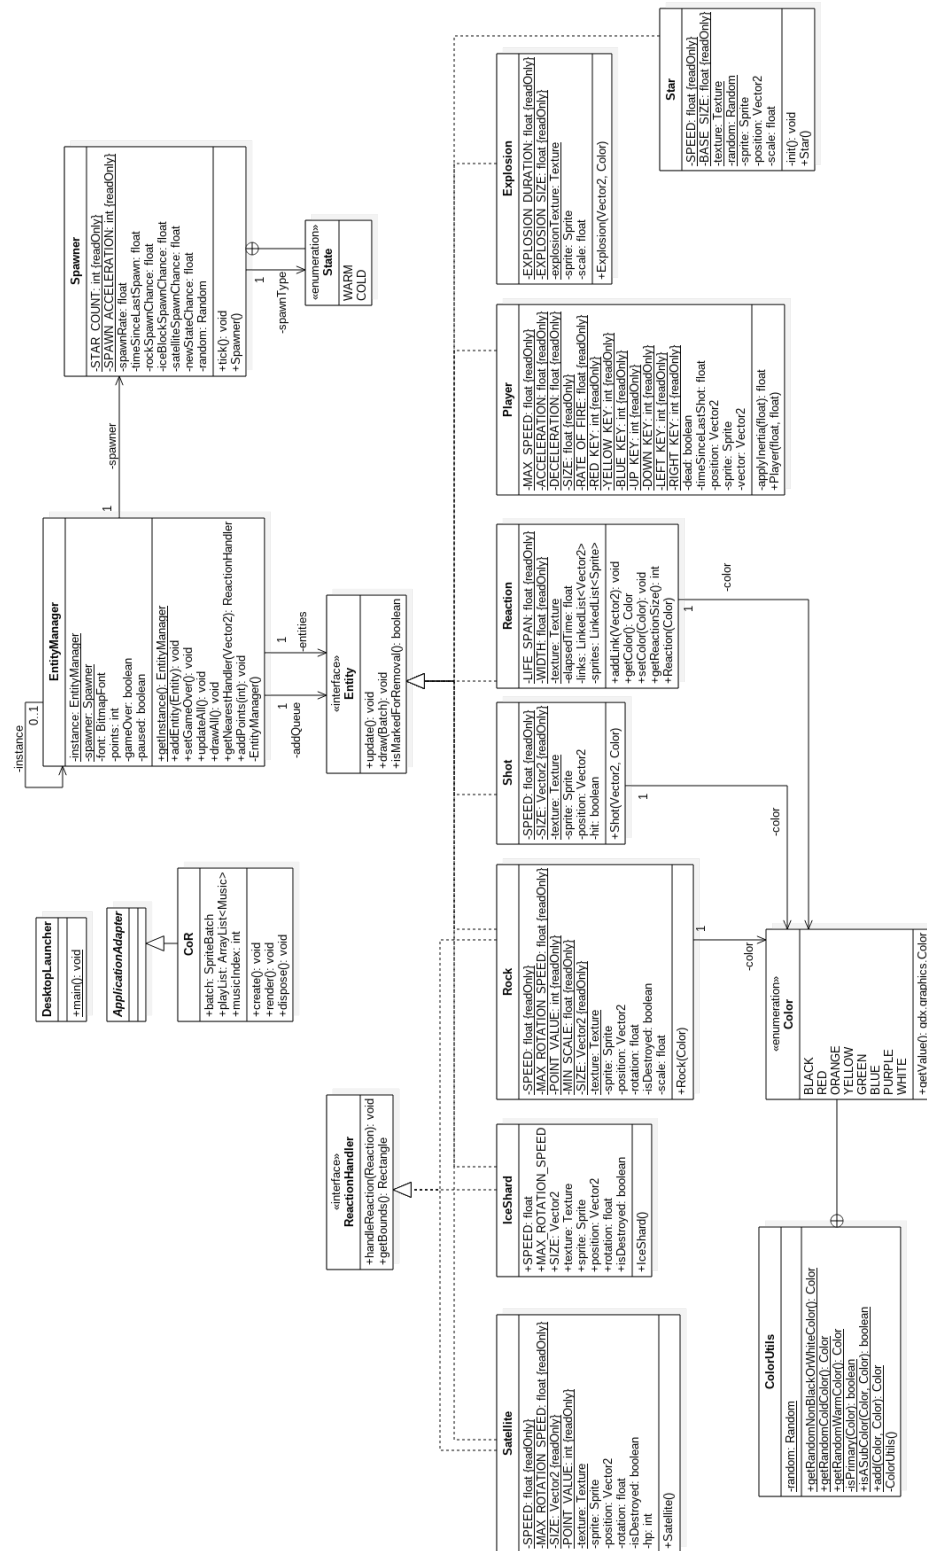 DesktopLauncher
+main(): void
ApplicationAdapter
CoR
+batch: SpriteBatch
+playList: ArrayList<Music>
+musicIndex: int
+create(): void
+render(): void
+dispose(): void
-instance
0..1
EntityManager
-instance: EntityManager
-spawner: Spawner
-font: BitmapFont
-points: int
-gameOver: boolean
-paused: boolean
+getInstance(): EntityManager
+addEntity(Entity): void
+setGameOver(): void
+updateAll(): void
+drawAll(): void
+getNearestHandler(Vector2): ReactionHandler
+addPoints(int): void
-EntityManager()
1
-spawner
Spawner
-STAR_COUNT: int {readOnly}
-SPAWN_ACCELERATION: int {readOnly}
-spawnRate: float
-timeSinceLastSpawn: float
-rockSpawnChance: float
-iceBlockSpawnChance: float
-satelliteSpawnChance: float
-newStateChance: float
-random: Random
+tick(): void
+Spawner()
1
-spawnType
«enumeration»
State
WARM
COLD
1
-addQueue
1
-entities
«interface»
ReactionHandler
+handleReaction(Reaction): void
+getBounds(): Rectangle
«interface»
Entity
+update(): void
+draw(Batch): void
+isMarkedForRemoval(): boolean
Satellite
-SPEED: float {readOnly}
-MAX_ROTATION_SPEED: float {readOnly}
-SIZE: Vector2 {readOnly}
-POINT_VALUE: int {readOnly}
-texture: Texture
-sprite: Sprite
-position: Vector2
-rotation: float
-isDestroyed: boolean
-hp: int
+Satellite()
IceShard
+SPEED: float
+MAX_ROTATION_SPEED
+SIZE: Vector2
+texture: Texture
+sprite: Sprite
+position: Vector2
+rotation: float
+isDestroyed: boolean
+IceShard()
Rock
-SPEED: float {readOnly}
-MAX_ROTATION_SPEED: float {readOnly}
-POINT_VALUE: int {readOnly}
-MIN_SCALE: float {readOnly}
-SIZE: Vector2 {readOnly}
-texture: Texture
-sprite: Sprite
-position: Vector2
-rotation: float
-isDestroyed: boolean
-scale: float
+Rock(Color)
Shot
-SPEED: float {readOnly}
-SIZE: Vector2 {readOnly}
-texture: Texture
-sprite: Sprite
-position: Vector2
-hit: boolean
+Shot(Vector2, Color)
Reaction
-LIFE_SPAN: float {readOnly}
-WIDTH: float {readOnly}
-texture: Texture
-elapsedTime: float
-links: LinkedList<Vector2>
-sprites: LinkedList<Sprite>
+addLink(Vector2): void
+getColor(): Color
+setColor(Color): void
+getReactionSize(): int
+Reaction(Color)
Player
-MAX_SPEED: float {readOnly}
-ACCELERATION: float {readOnly}
-DECELERATION: float {readOnly}
-SIZE: float {readOnly}
-RATE_OF_FIRE: float {readOnly}
-RED_KEY: int {readOnly}
-YELLOW_KEY: int {readOnly}
-BLUE_KEY: int {readOnly}
-UP_KEY: int {readOnly}
-DOWN_KEY: int {readOnly}
-LEFT_KEY: int {readOnly}
-RIGHT_KEY: int {readOnly}
-dead: boolean
-timeSinceLastShot: float
-position: Vector2
-sprite: Sprite
-vector: Vector2
-applyInertia(float): float
+Player(float, float)
Explosion
-EXPLOSION_DURATION: float {readOnly}
-EXPLOSION_SIZE: float {readOnly}
-explosionTexture: Texture
-sprite: Sprite
-scale: float
+Explosion(Vector2, Color)
Star
-SPEED: float {readOnly}
-BASE_SIZE: float {readOnly}
-texture: Texture
-random: Random
-sprite: Sprite
-position: Vector2
-scale: float
-init(): void
+Star()
1
-color
1
-color
1
-color
ColorUtils
-random: Random
+getRandomNonBlackOrWhiteColor(): Color
+getRandomColdColor(): Color
+getRandomWarmColor(): Color
-isPrimary(Color): boolean
+isASubColor(Color, Color): boolean
+add(Color, Color): Color
-ColorUtils()
«enumeration»
Color
BLACK
RED
ORANGE
YELLOW
GREEN
BLUE
PURPLE
WHITE
+getValue(): gdx.graphics.Color